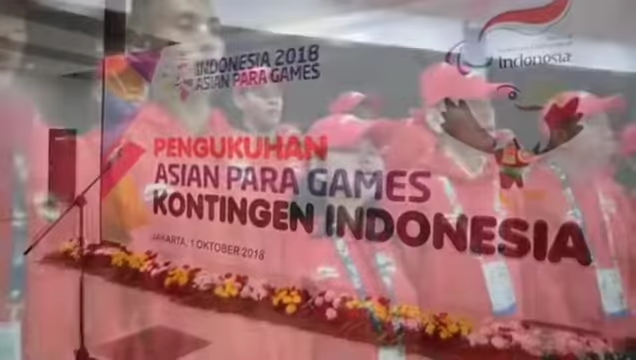 INDONESIA 2018
ASIAN PARA GAMES
Indonesia
PENGUKUHAN
ASIAN PARA GAMES
KONTINGEN INDONESIA
JAKARTA, 1 OKTOBER 2018